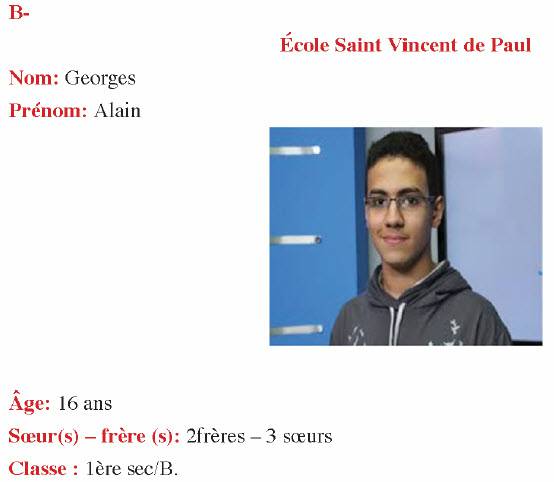 B-
École Saint Vincent de Paul
Nom: Georges
Prénom: Alain
Âge: 16 ans
Sœur(s) – frère (s): 2frères – 3 sœurs
Classe : 1ère sec/B.